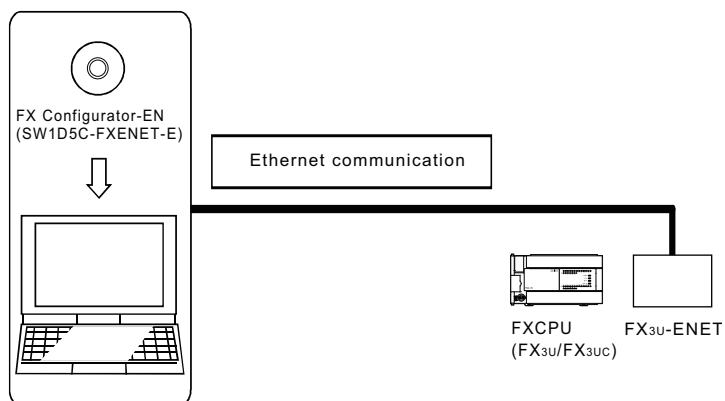 FX Configurator-EN
(SW1D5C-FXENET-E)
Ethernet communication
FXCPU
(FX3U/FX3UC)
FX3U-ENET